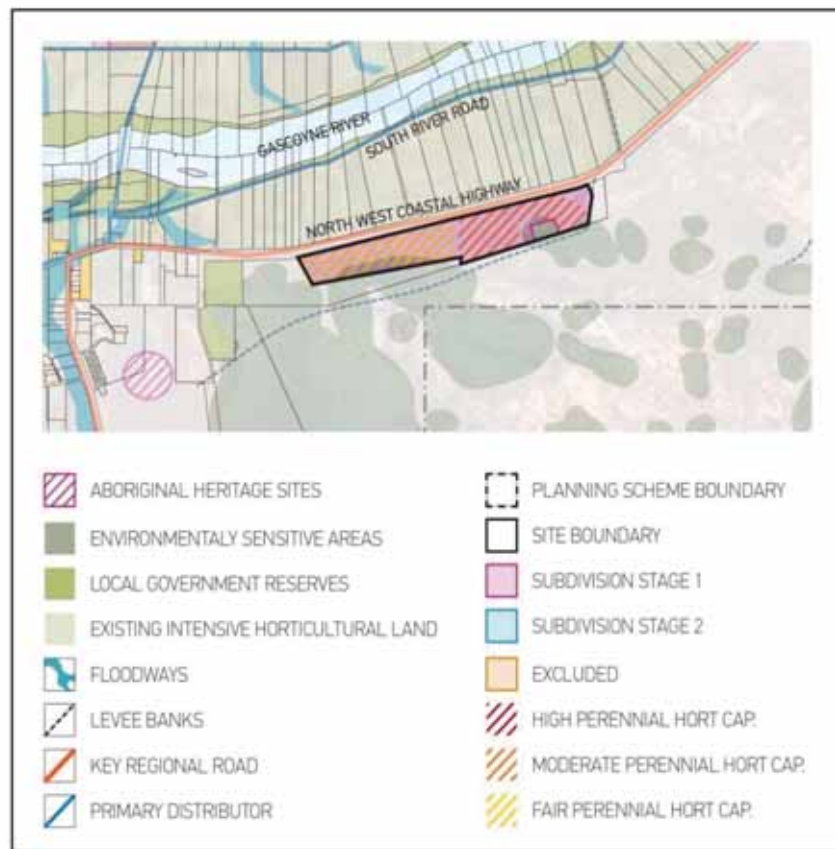 GASCOYNE RIVER
SOUTH RIVER ROAD
NORTH WEST COASTAL HIGHWAY
ABORIGINAL HERITAGE SITES
ENVIRONMENTALY SENSITIVE AREAS
LOCAL GOVERNMENT RESERVES
EXISTING INTENSIVE HORTICULTURAL LAND
FLOODWAYS
LEVEE BANKS
KEY REGIONAL ROAD
PRIMARY DISTRIBUTOR
PLANNING SCHEME BOUNDARY
SITE BOUNDARY
SUBDIVISION STAGE 1
SUBDIVISION STAGE 2
EXCLUDED
HIGH PERENNIAL HORT CAP.
MODERATE PERENNIAL HORT CAP.
FAIR PERENNIAL HORT CAP.